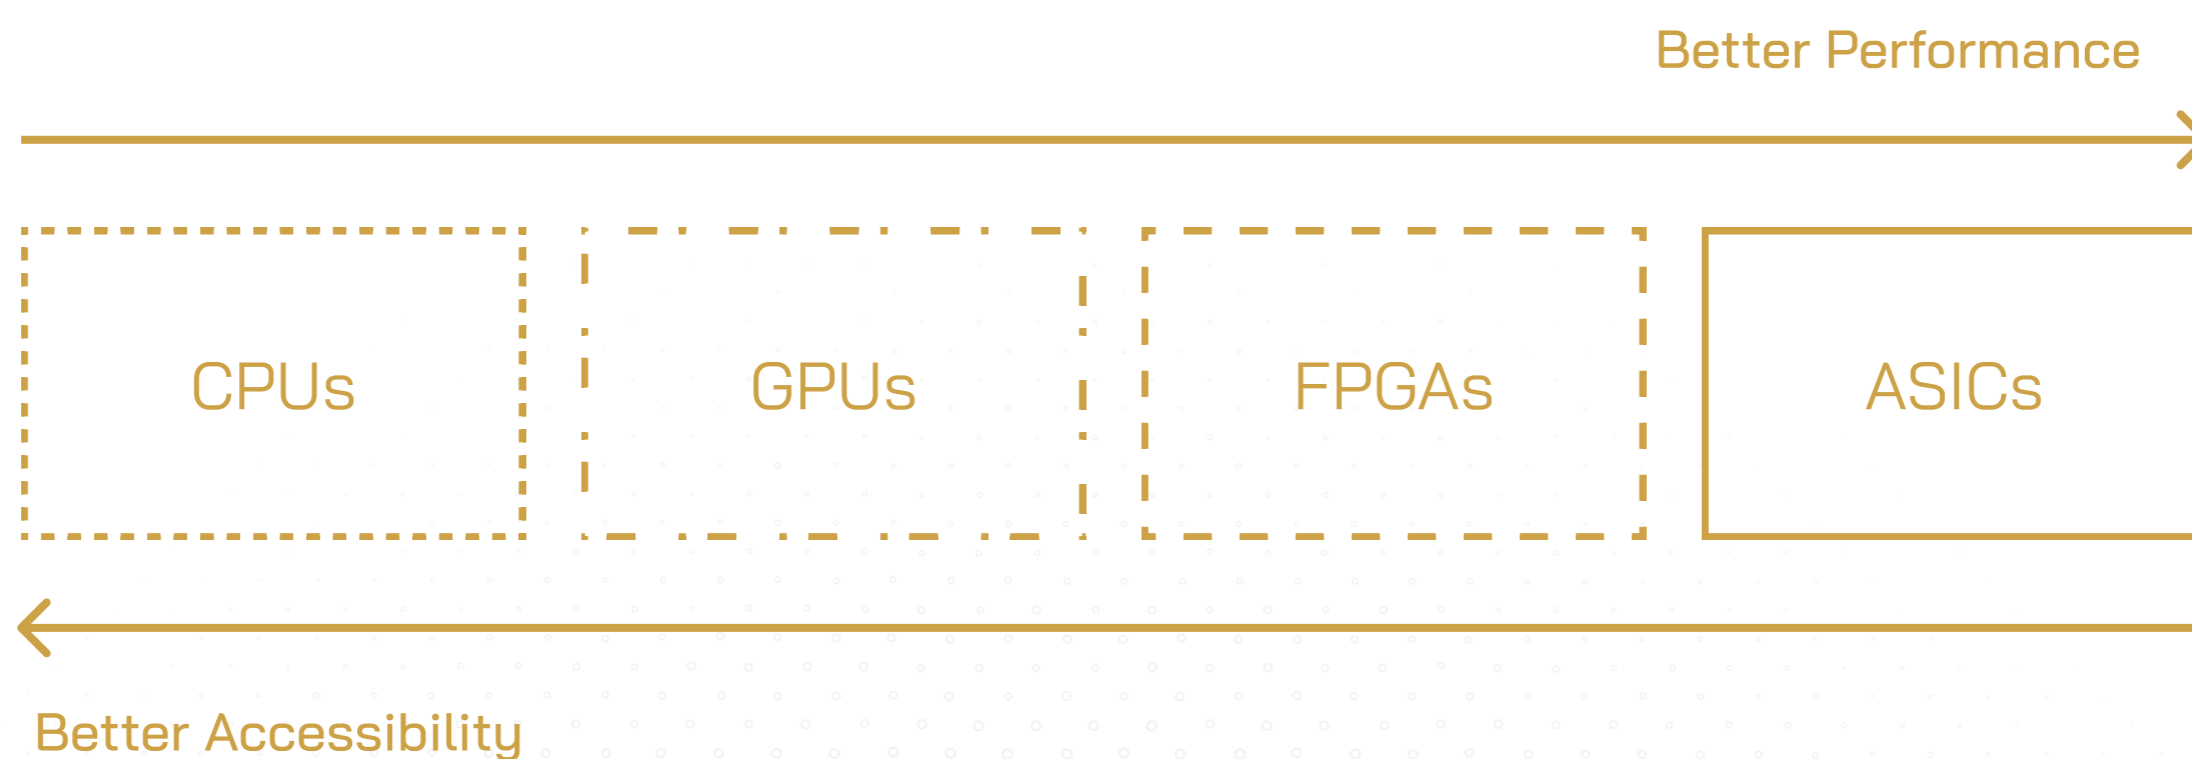 Better Performance
CPUs
GPUs
FPGAs
ASICs
Better Accessibility